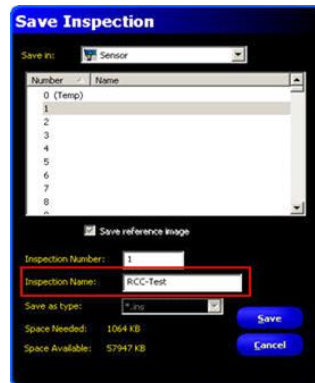 Save Inspection
Save in: Sensor
Number Name
0 (Temp)
1
2
3
4
5
6
7
8
Save reference image
Inspection Number: 1
Inspection Name: RCC-Test
Save as type: *.ins
Space Needed: 1064 KB
Save
Space Available: 57947 KB
Cancel